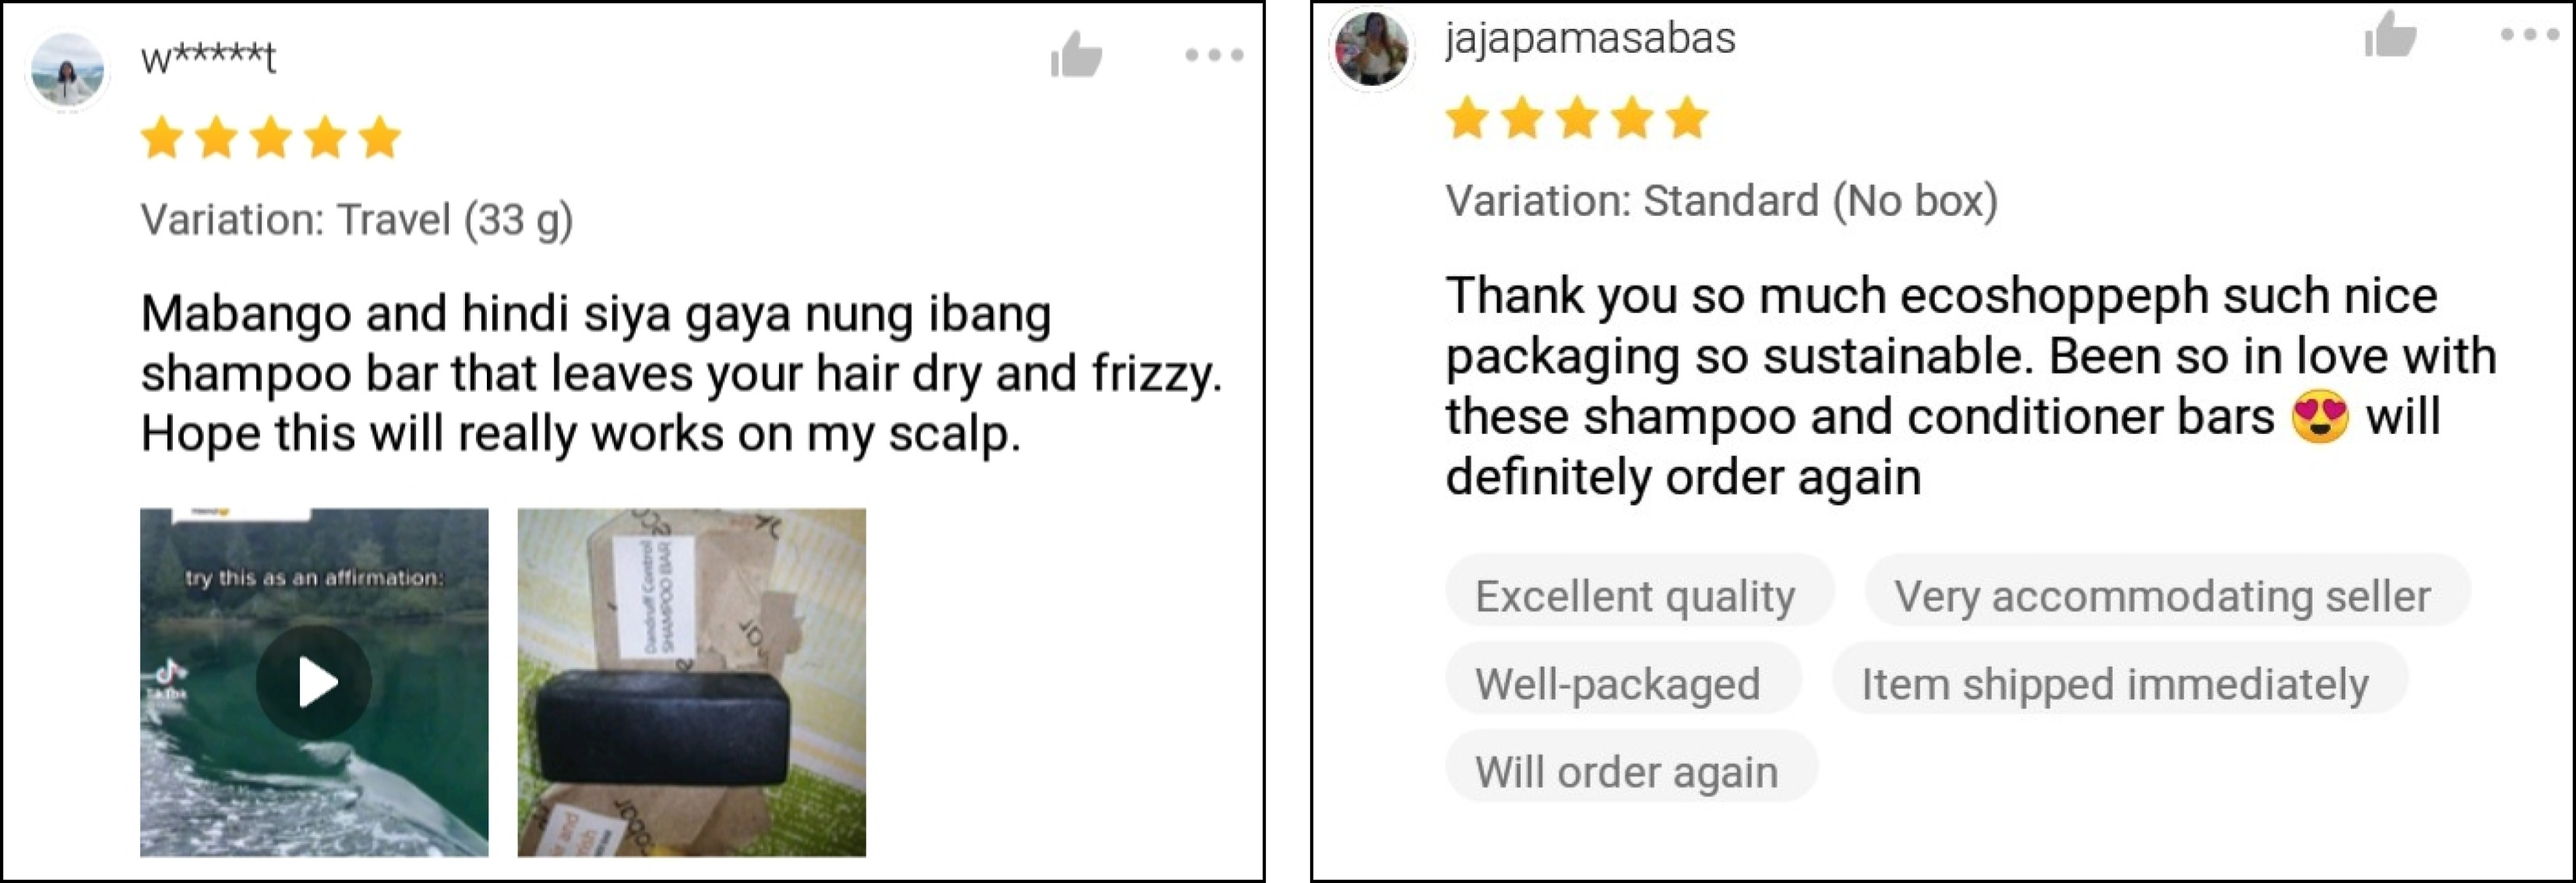 w*****t
Variation: Travel (33 g)
Mabango and hindi siya gaya nung ibang
shampoo bar that leaves your hair dry and frizzy.
Hope this will really works on my scalp.
try this as an affirmation:
TikTok
Dandruff Control
SHAMPOO BAR
jajapamasabas
Variation: Standard (No box)
Thank you so much ecoshoppeph such nice
packaging so sustainable. Been so in love with
these shampoo and conditioner bars 😍 will
definitely order again
Excellent quality
Very accommodating seller
Well-packaged
Item shipped immediately
Will order again